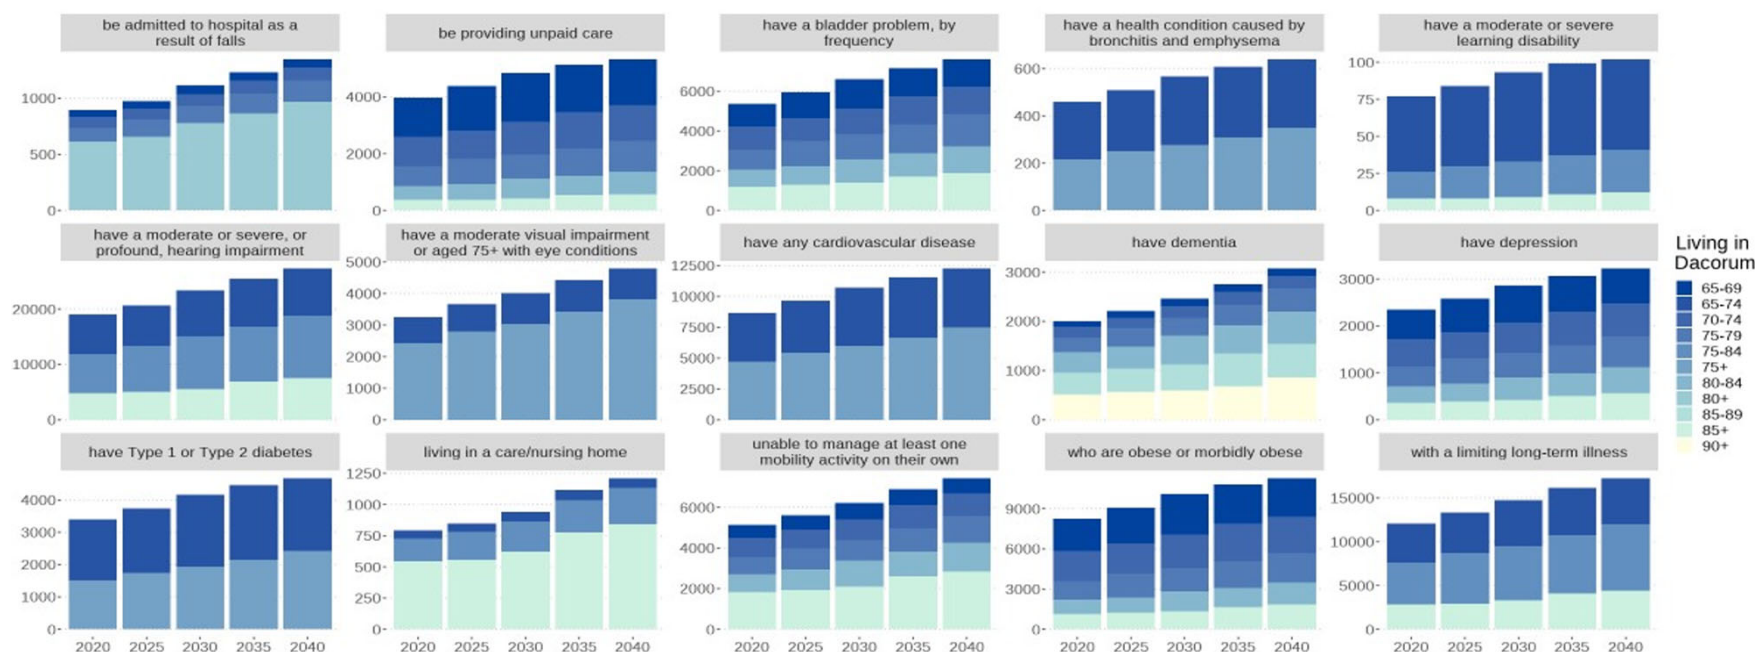 be admitted to hospital as a
result of falls
be providing unpaid care
have a bladder problem, by
frequency
have a health condition caused by
bronchitis and emphysema
have a moderate or severe
learning disability
1000
500
0
4000
2000
0
6000
4000
2000
0
600
400
200
0
100
75
50
25
0
have a moderate or severe, or
profound, hearing impairment
have a moderate visual impairment
or aged 75+ with eye conditions
have any cardiovascular disease
have dementia
have depression
20000
10000
0
5000
4000
3000
2000
1000
0
12500
10000
7500
5000
2500
0
3000
2000
1000
0
3000
2000
1000
0
have Type 1 or Type 2 diabetes
living in a care/nursing home
unable to manage at least one
mobility activity on their own
who are obese or morbidly obese
with a limiting long-term illness
4000
3000
2000
1000
0
1250
1000
750
500
250
0
6000
4000
2000
0
9000
6000
3000
0
15000
10000
5000
0
2020 2025 2030 2035 2040
2020 2025 2030 2035 2040
2020 2025 2030 2035 2040
2020 2025 2030 2035 2040
2020 2025 2030 2035 2040
Living in
Dacorum
65-69
65-74
70-74
75-79
75-84
75+
80-84
80+
85-89
85+
90+